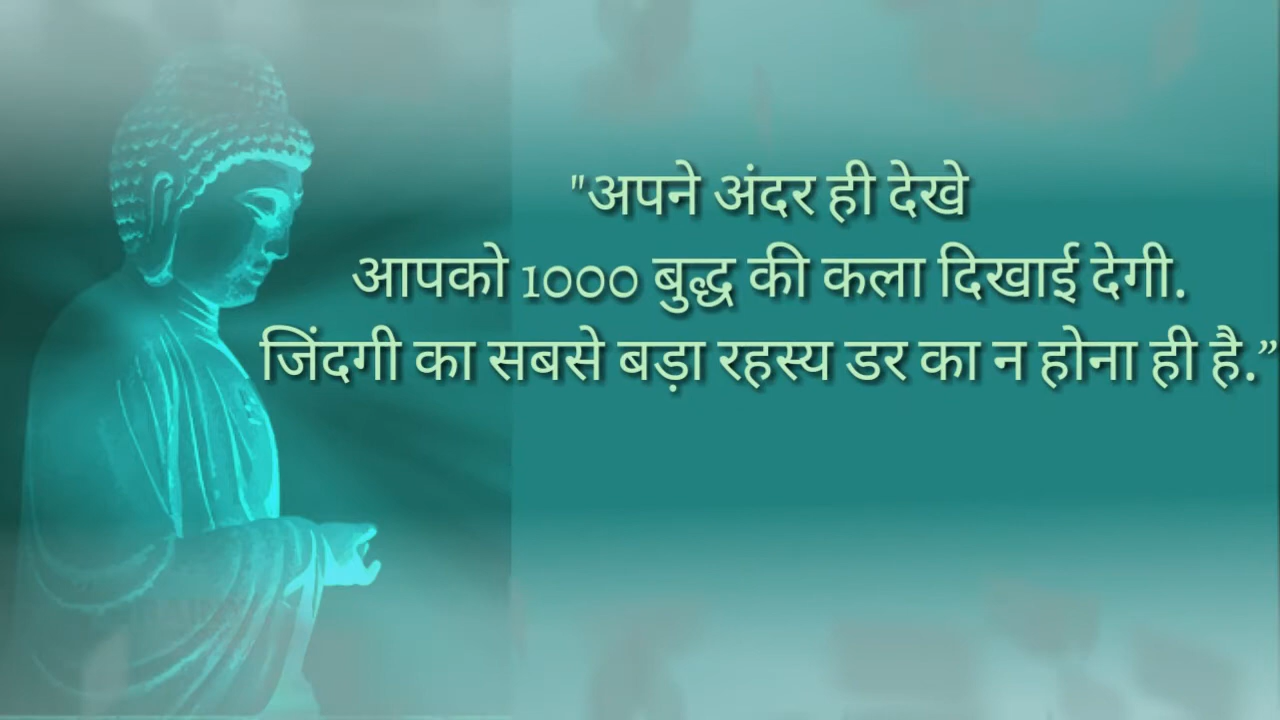 "अपने अंदर ही देखे
आपको 1000 बुद्ध की कला दिखाई देगी.
जिंदगी का सबसे बड़ा रहस्य डर का न होना ही है.”